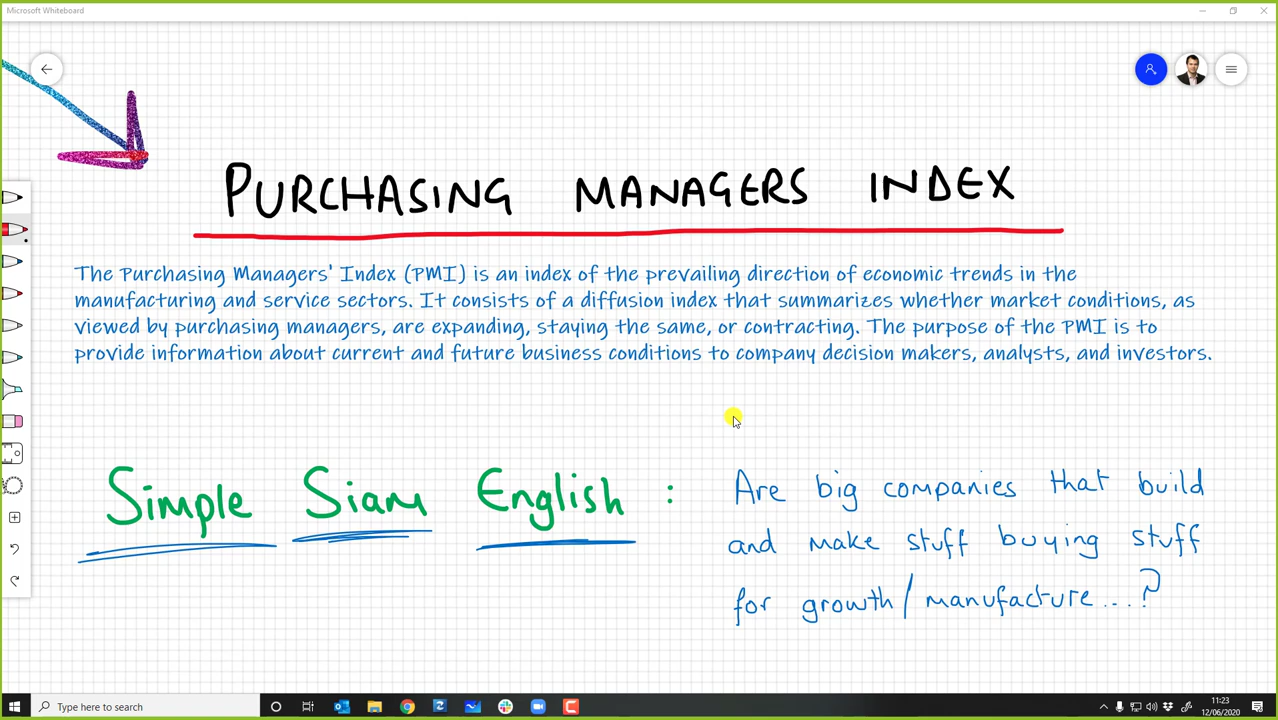 Microsoft Whiteboard
PURCHASING MANAGERS INDEX
The Purchasing Managers' Index (PMI) is an index of the prevailing direction of economic trends in the
manufacturing and service sectors. It consists of a diffusion index that summarizes whether market conditions, as
viewed by purchasing managers, are expanding, staying the same, or contracting. The purpose of the PMI is to
provide information about current and future business conditions to company decision makers, analysts, and investors.
Simple Siam English :
Are big companies that build
and make stuff buying stuff
for growth/manufacture...?
Type here to search
11:23
12/06/2020